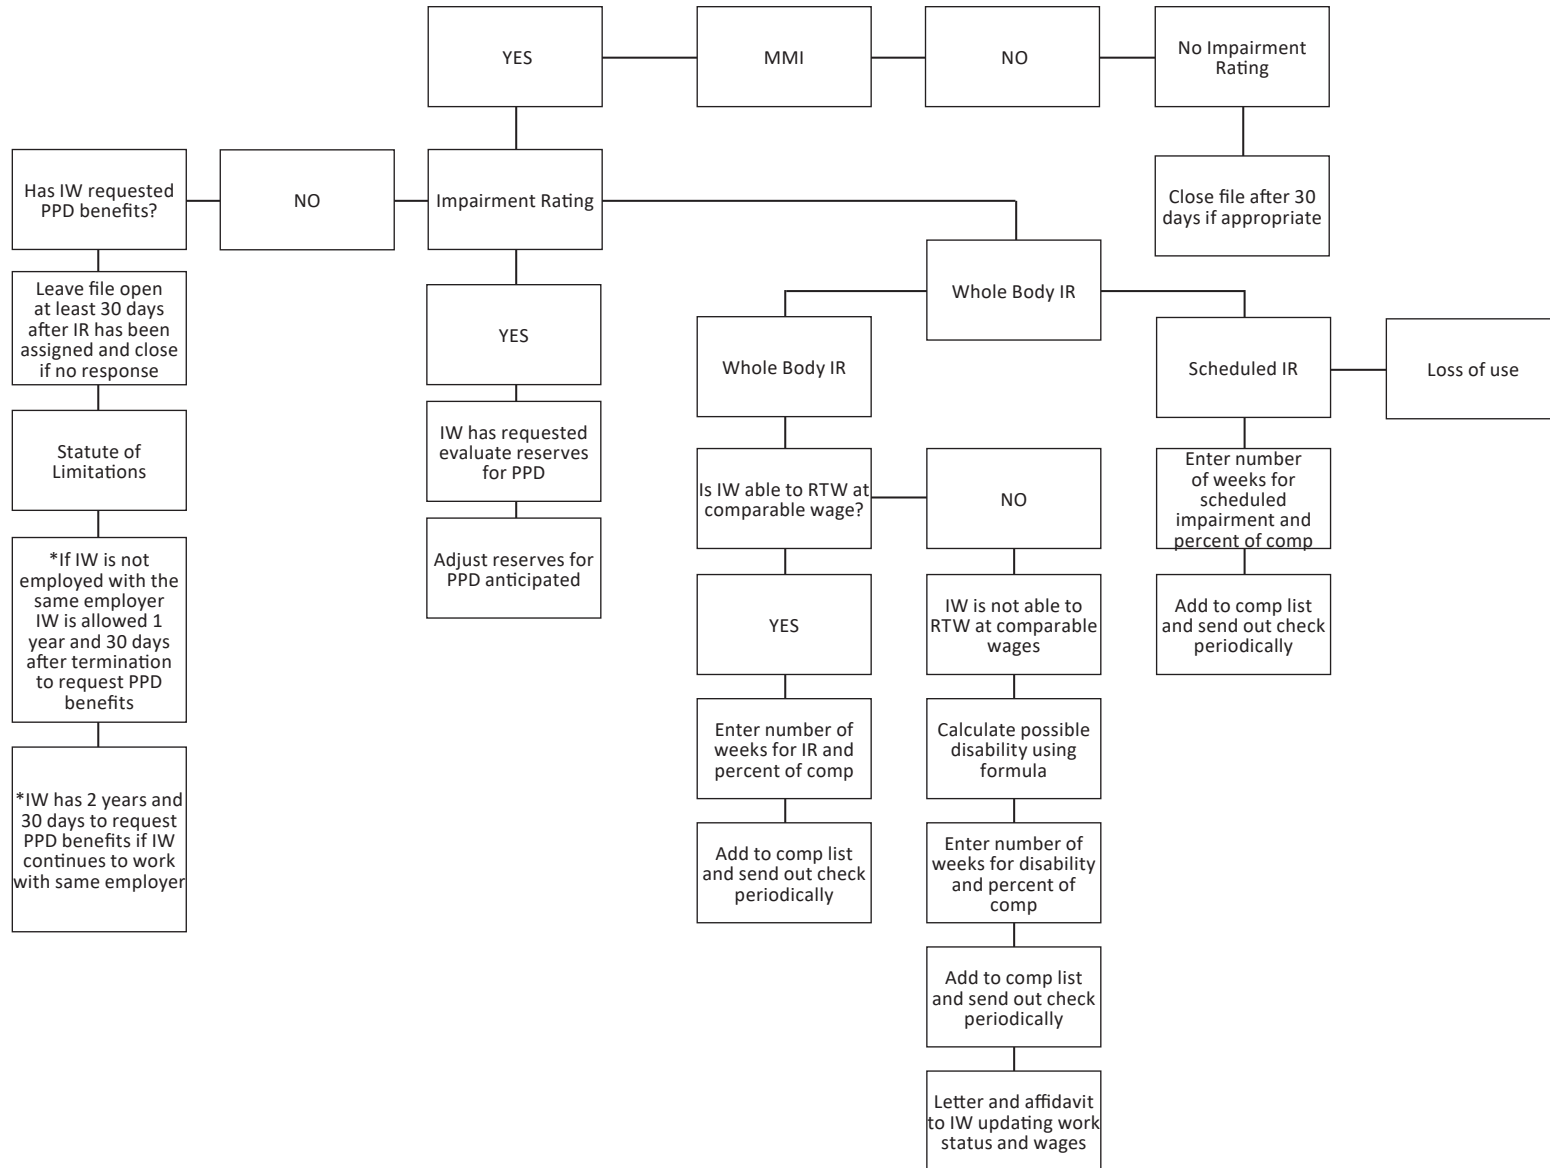 YES
MMI
NO
No Impairment
Rating
Has IW requested
PPD benefits?
NO
Impairment Rating
Close file after 30
days if appropriate
Leave file open
at least 30 days
after IR has been
assigned and close
if no response
YES
Whole Body IR
Whole Body IR
Scheduled IR
Loss of use
Statute of
Limitations
IW has requested
evaluate reserves
for PPD
Is IW able to RTW at
comparable wage?
NO
Enter number
of weeks for
scheduled
impairment and
percent of comp
*If IW is not
employed with the
same employer
IW is allowed 1
year and 30 days
after termination
to request PPD
benefits
Adjust reserves for
PPD anticipated
YES
IW is not able to
RTW at comparable
wages
Add to comp list
and send out check
periodically
*IW has 2 years and
30 days to request
PPD benefits if IW
continues to work
with same employer
Enter number of
weeks for IR and
percent of comp
Calculate possible
disability using
formula
Add to comp list
and send out check
periodically
Enter number of
weeks for disability
and percent of
comp
Add to comp list
and send out check
periodically
Letter and affidavit
to IW updating work
status and wages